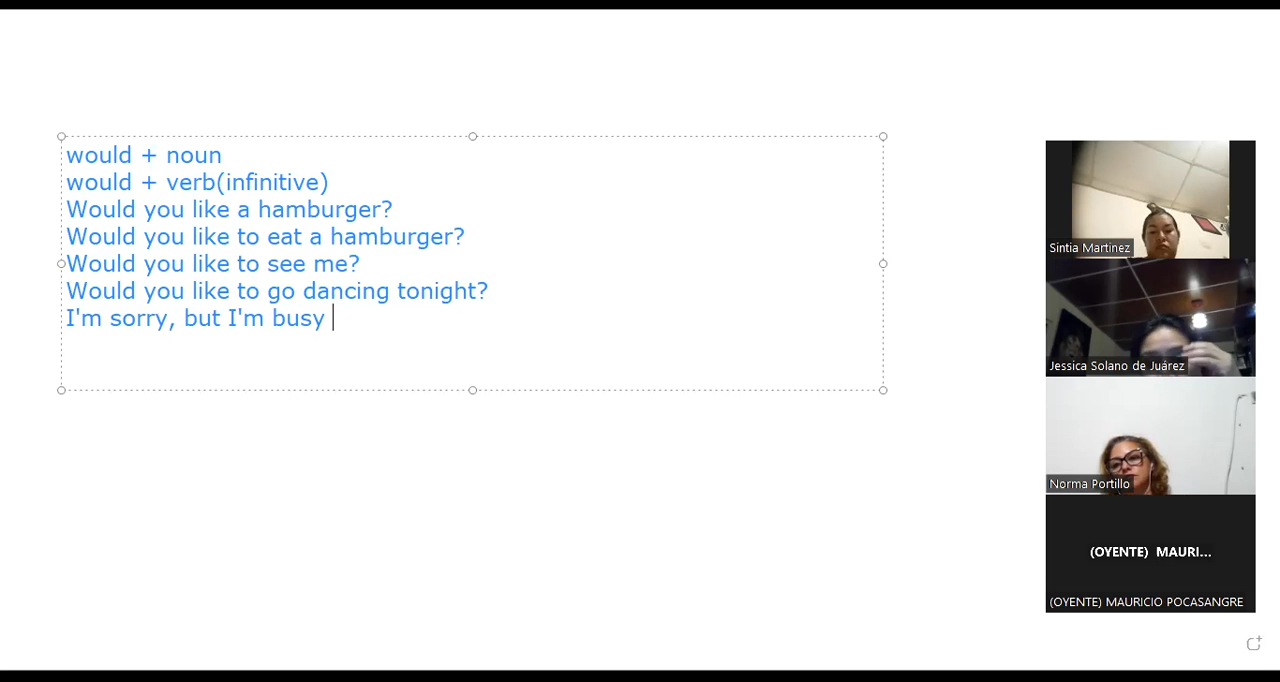 would + noun
would + verb(infinitive)
Would you like a hamburger?
Would you like to eat a hamburger?
Would you like to see me?
Would you like to go dancing tonight?
I'm sorry, but I'm busy
Sintia Martinez
Jessica Solano de Juárez
Norma Portillo
(OYENTE) MAURI...
(OYENTE) MAURICIO POCASANGRE